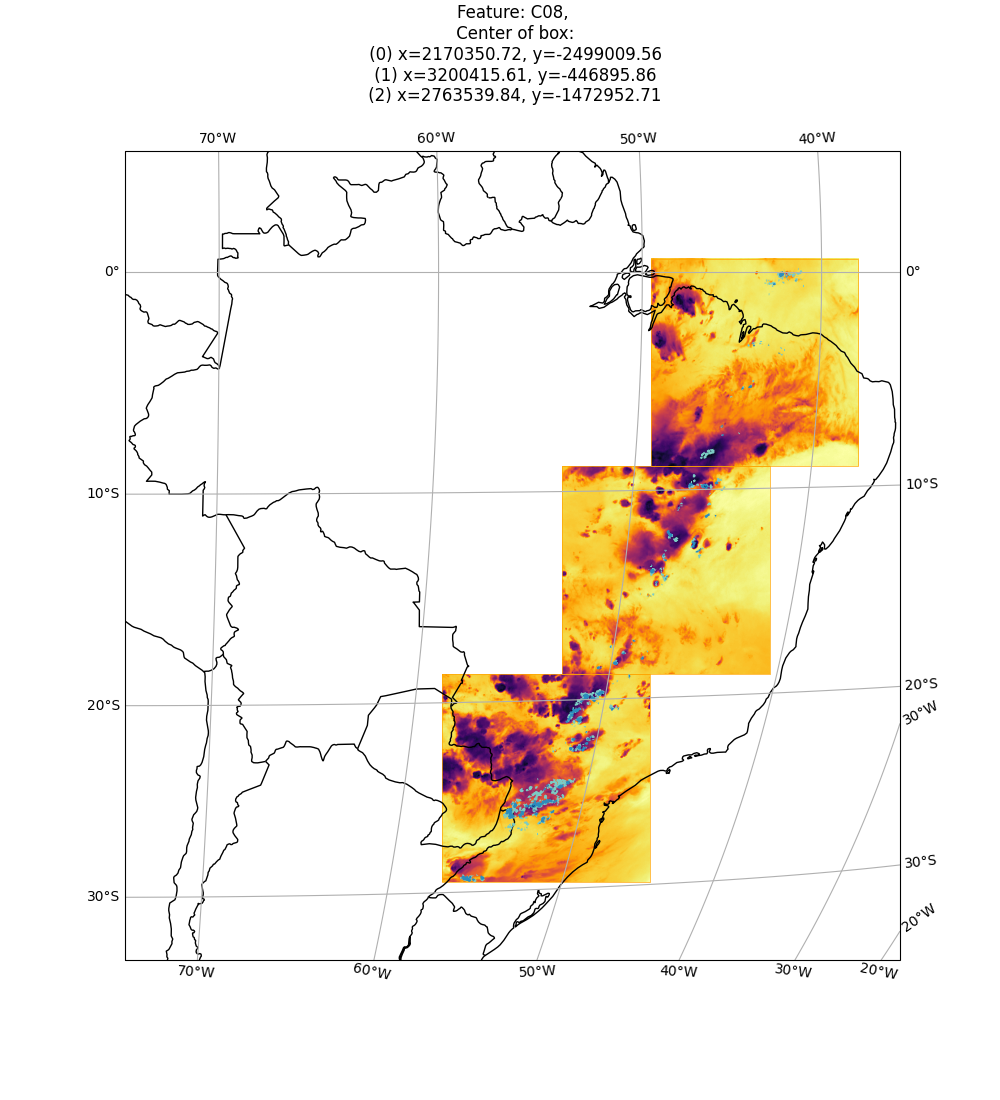 Feature: C08,
Center of box:
(0) x=2170350.72, y=-2499009.56
(1) x=3200415.61, y=-446895.86
(2) x=2763539.84, y=-1472952.71
70°W 60°W 50°W 40°W
0° 0°
10°S 10°S
20°S 20°S
30°W
30°S 30°S
20°W
70°W 60°W 50°W 40°W 30°W 20°W